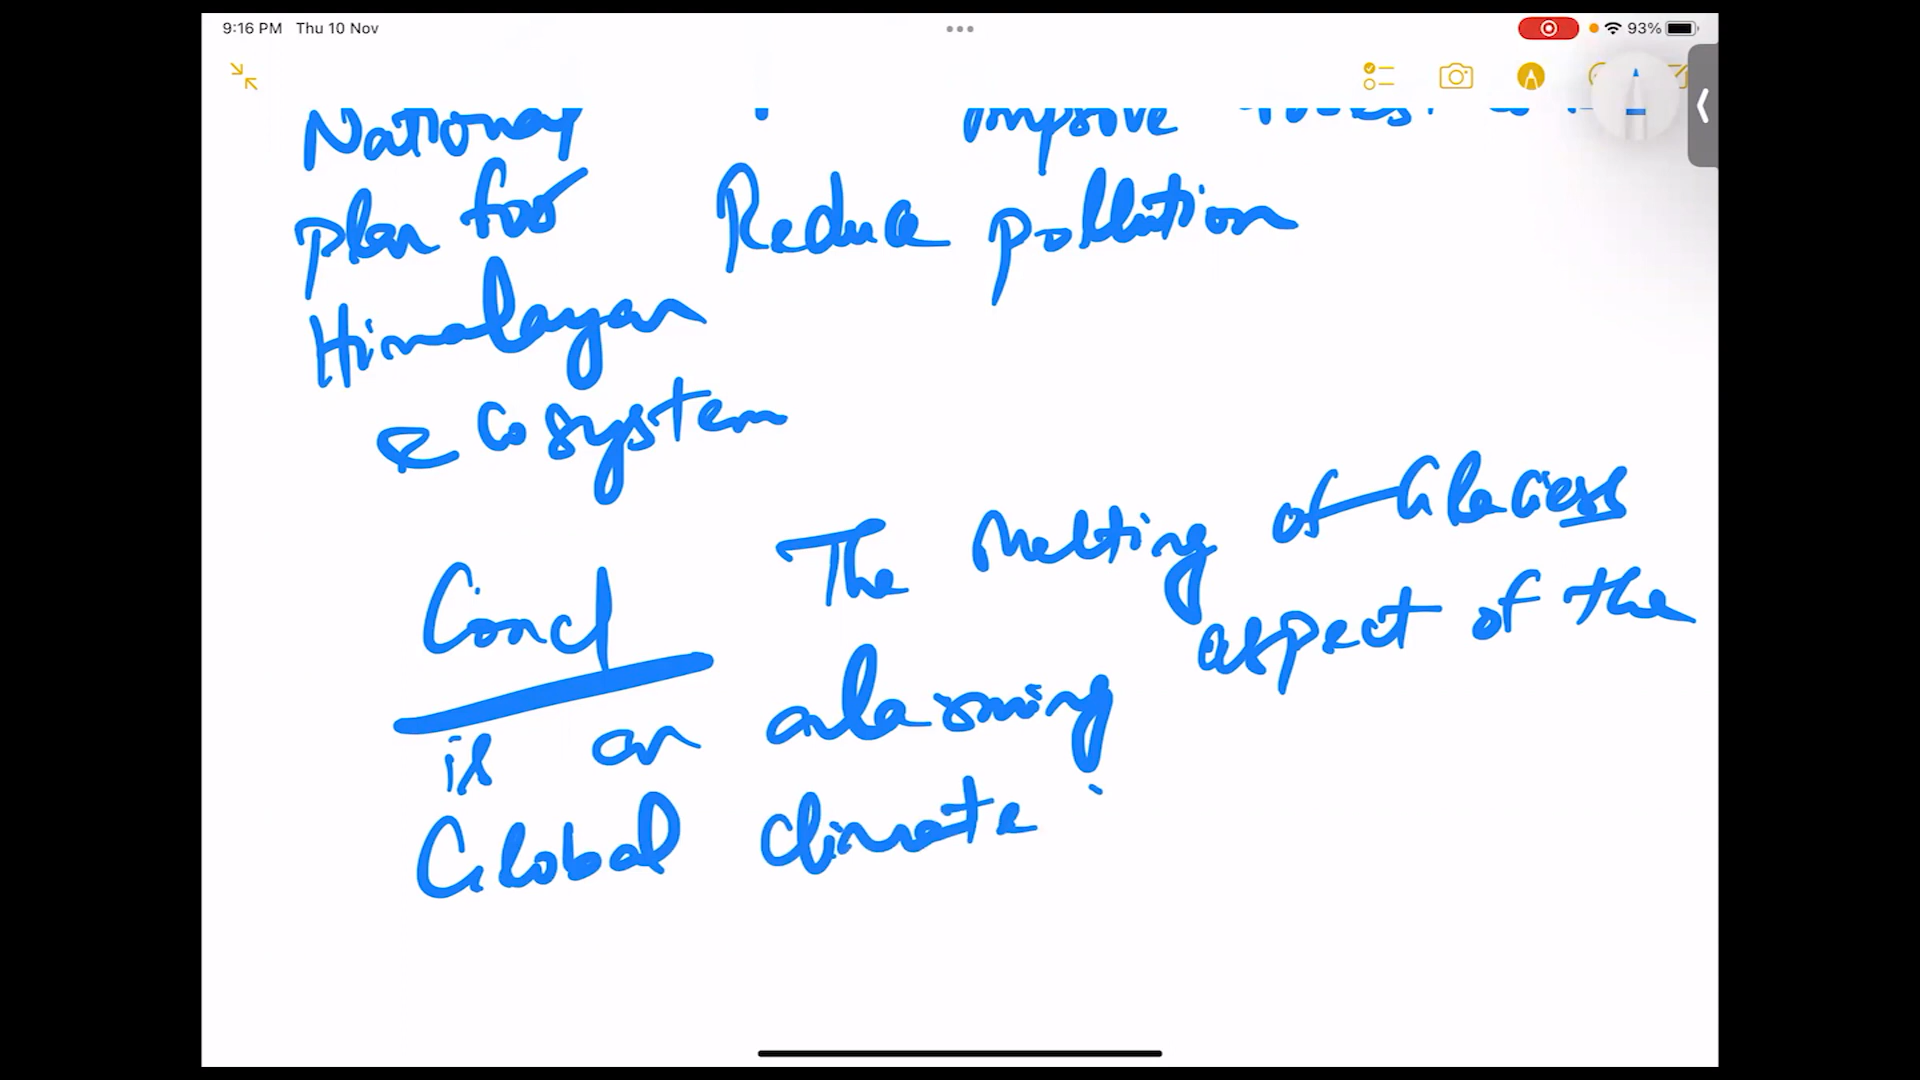 9:16 PM Thu 10 Nov
93%
National improve
plan for Reduce pollution
Himalayan
ecosystem
Concl The melting of Glaciers
is an alarming aspect of the
Global climate